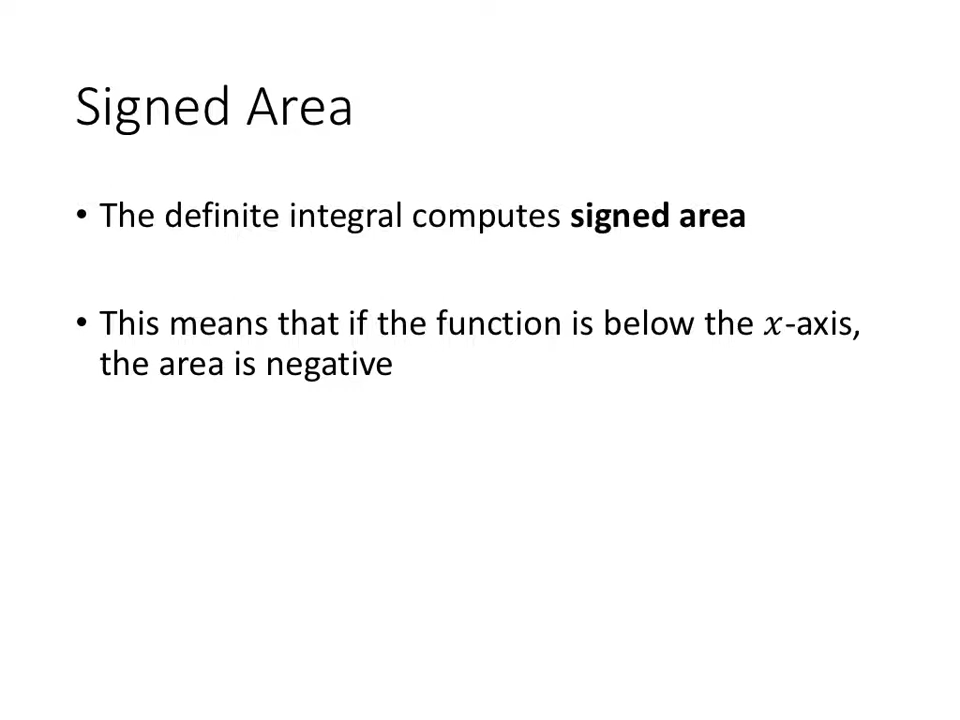 Signed Area
• The definite integral computes signed area
• This means that if the function is below the 𝑥-axis,
the area is negative